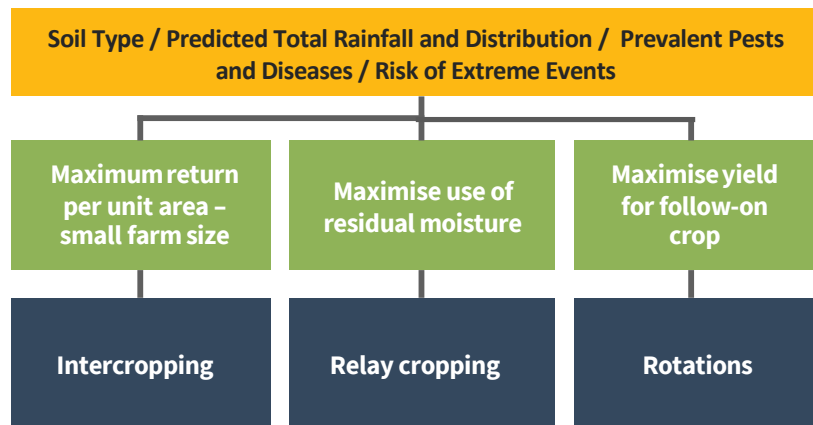 Soil Type / Predicted Total Rainfall and Distribution / Prevalent Pests
and Diseases / Risk of Extreme Events
Maximum return
per unit area –
small farm size
Maximise use of
residual moisture
Maximise yield
for follow-on
crop
Intercropping
Relay cropping
Rotations